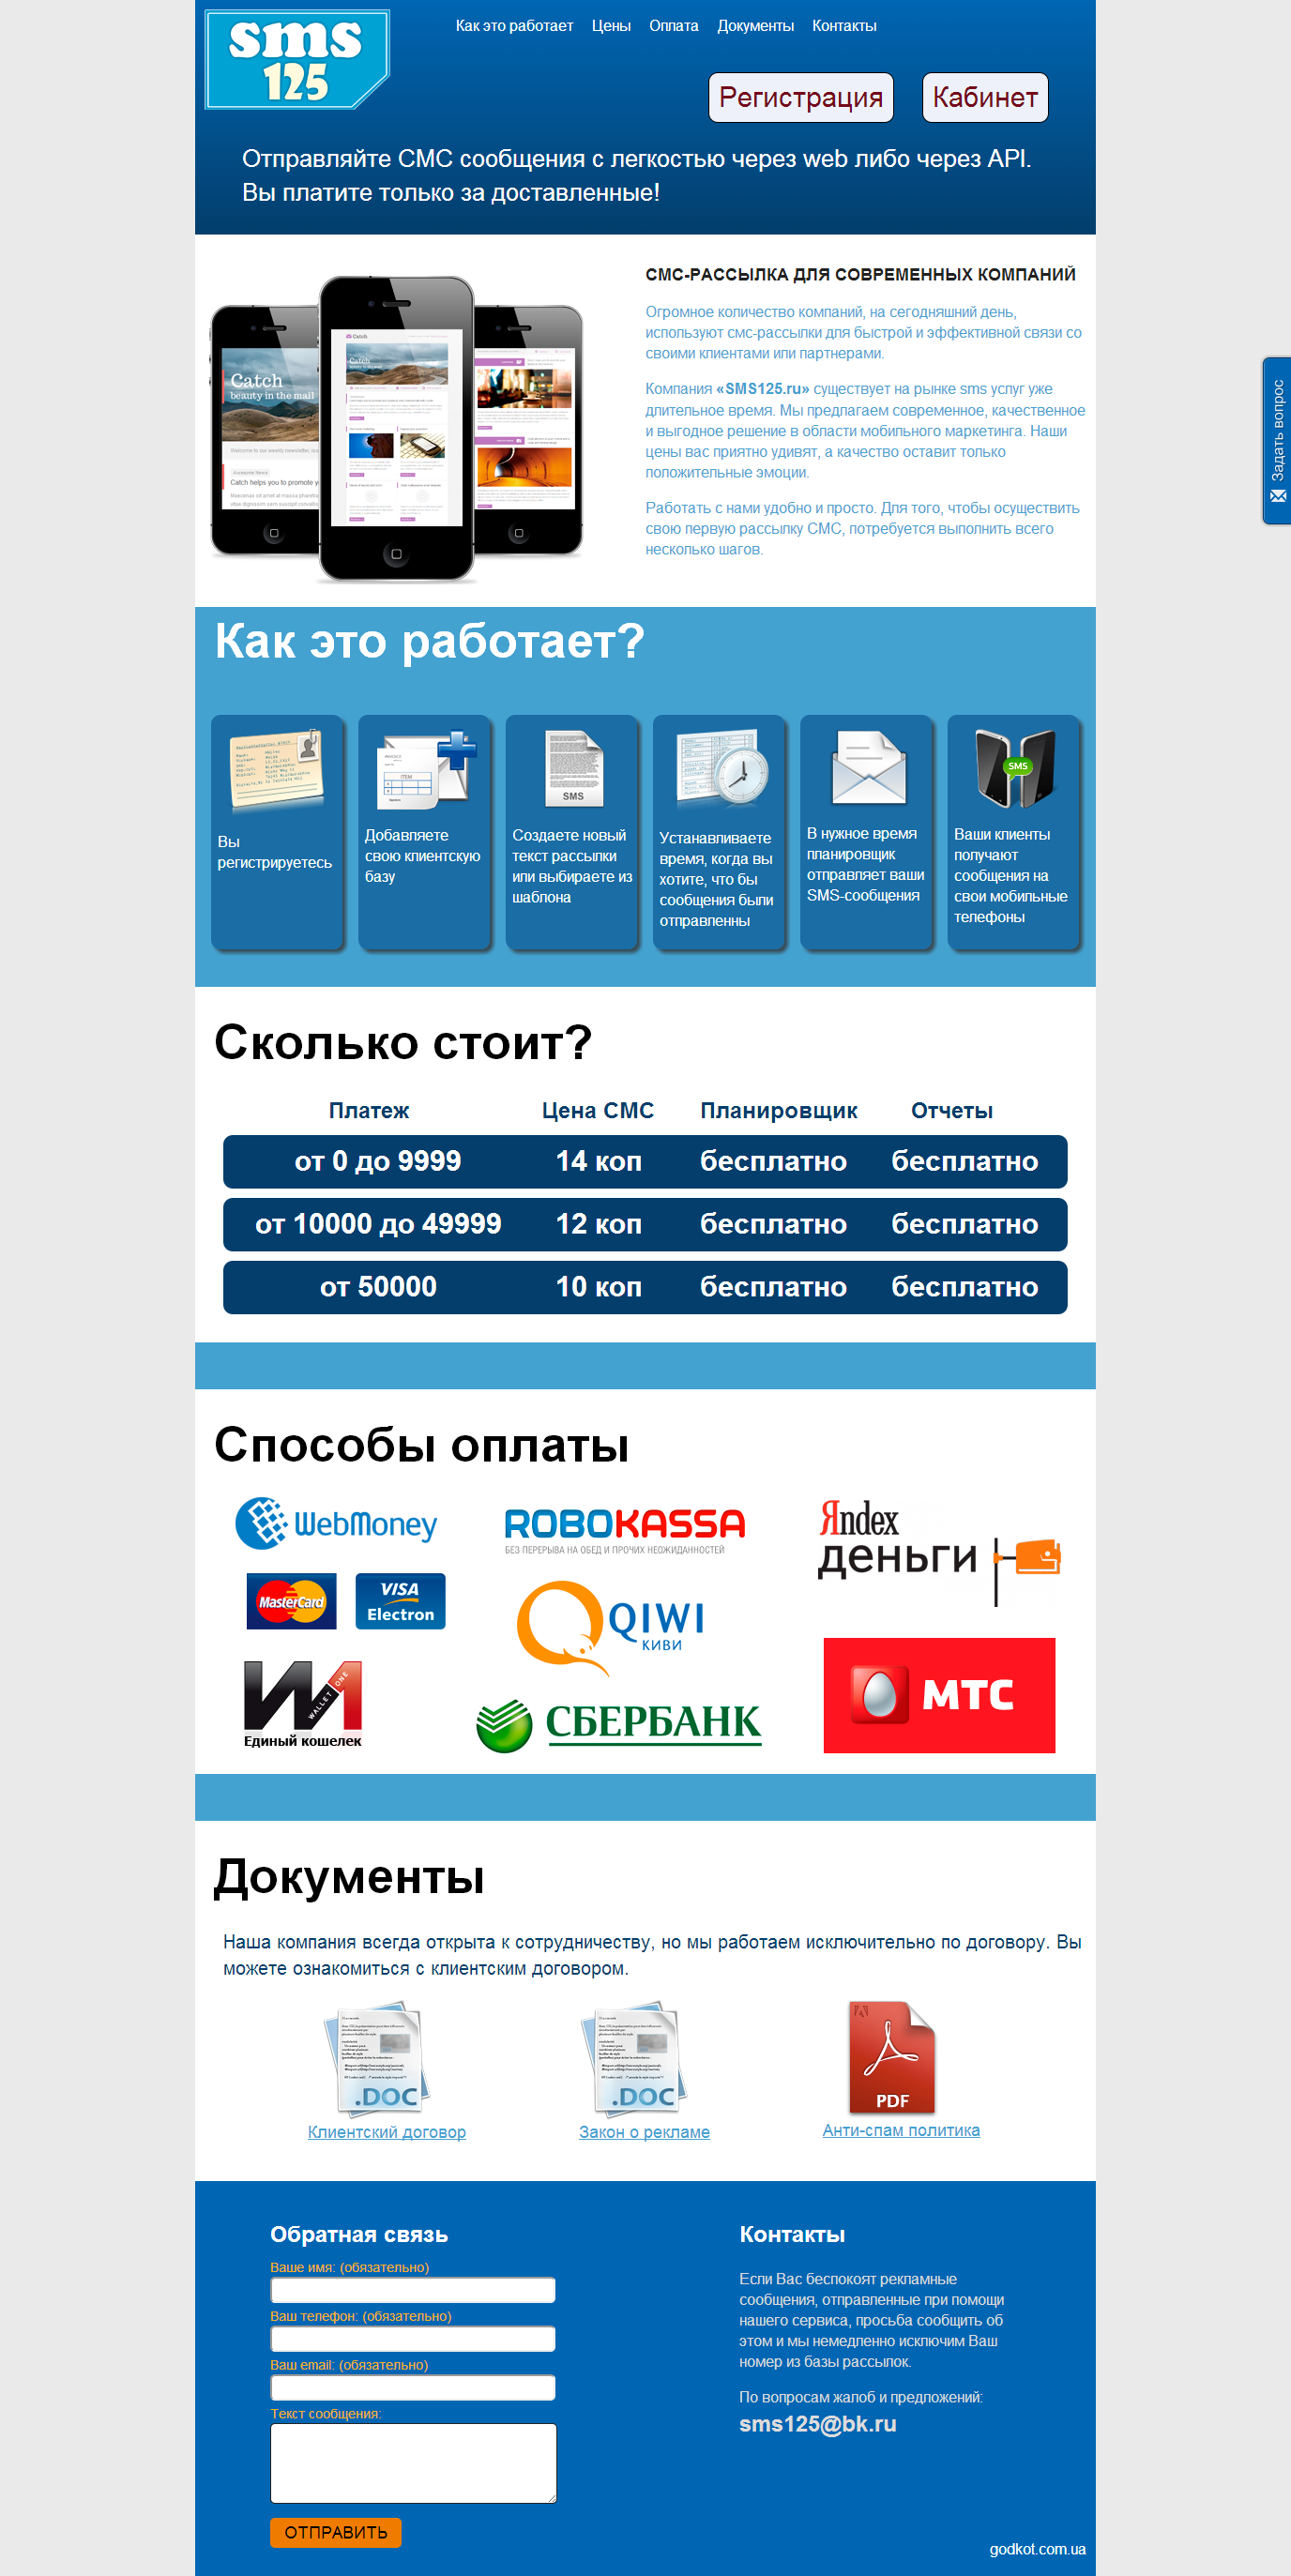 sms
125
Как это работает Цены Оплата Документы Контакты
Регистрация Кабинет
Отправляйте СМС сообщения с легкостью через web либо через API.
Вы платите только за доставленные!
СМС-РАССЫЛКА ДЛЯ СОВРЕМЕННЫХ КОМПАНИЙ
Огромное количество компаний, на сегодняшний день,
используют смс-рассылки для быстрой и эффективной связи со
своими клиентами или партнерами.
Компания «SMS125.ru» существует на рынке sms услуг уже
длительное время. Мы предлагаем современное, качественное
и выгодное решение в области мобильного маркетинга. Наши
цены вас приятно удивят, а качество оставит только
положительные эмоции.
Работать с нами удобно и просто. Для того, чтобы осуществить
свою первую рассылку СМС, потребуется выполнить всего
несколько шагов.
Catch
beauty in the mail
Catch
Catch
beauty in the mail
Задать вопрос
Как это работает?
Вы
регистрируетесь
ITEM
Добавляете
свою клиентскую
базу
SMS
Создаете новый
текст рассылки
или выбираете из
шаблона
Устанавливаете
время, когда вы
хотите, что бы
сообщения были
отправленны
В нужное время
планировщик
отправляет ваши
SMS-сообщения
SMS
Ваши клиенты
получают
сообщения на
свои мобильные
телефоны
Сколько стоит?
Платеж Цена СМС Планировщик Отчеты
от 0 до 9999 14 коп бесплатно бесплатно
от 10000 до 49999 12 коп бесплатно бесплатно
от 50000 10 коп бесплатно бесплатно
Способы оплаты
WebMoney
MasterCard
VISA
Electron
W1
WALLET ONE
Единый кошелек
ROBOKASSA
БЕЗ ПЕРЕРЫВА НА ОБЕД И ПРОЧИХ НЕОЖИДАННОСТЕЙ
QIWI
КИВИ
СБЕРБАНК
Яndex
деньги
МТС
Документы
Наша компания всегда открыта к сотрудничеству, но мы работаем исключительно по договору. Вы
можете ознакомиться с клиентским договором.
.DOC
Клиентский договор
.DOC
Закон о рекламе
PDF
Анти-спам политика
Обратная связь
Ваше имя: (обязательно)
Ваш телефон: (обязательно)
Ваш email: (обязательно)
Текст сообщения:
ОТПРАВИТЬ
Контакты
Если Вас беспокоят рекламные
сообщения, отправленные при помощи
нашего сервиса, просьба сообщить об
этом и мы немедленно исключим Ваш
номер из базы рассылок.
По вопросам жалоб и предложений:
sms125@bk.ru
godkot.com.ua